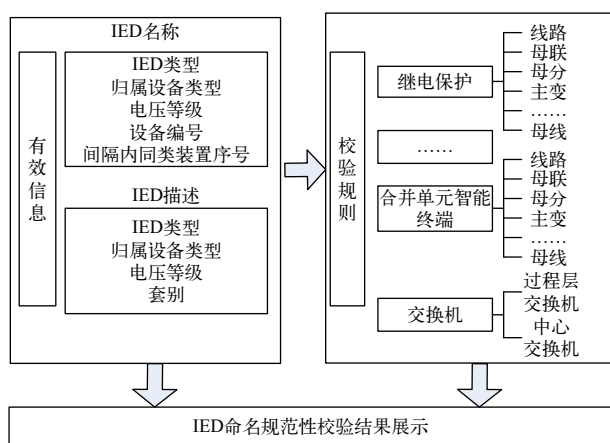 IED名称
有效信息
IED类型
归属设备类型
电压等级
设备编号
间隔内同类装置序号
IED描述
IED类型
归属设备类型
电压等级
套别
校验规则
继电保护
线路
母联
母分
主变
……
母线
……
合并单元智能
终端
线路
母联
母分
主变
……
母线
交换机
过程层
交换机
中心
交换机
IED命名规范性校验结果展示